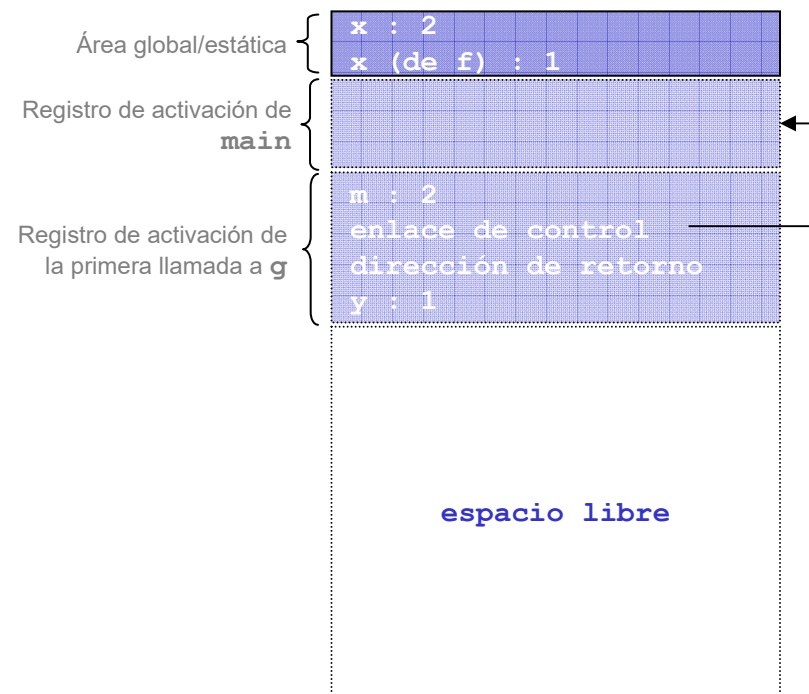 Área global/estática
x : 2
x (de f) : 1
Registro de activación de
main
Registro de activación de
la primera llamada a g
m : 2
enlace de control
dirección de retorno
y : 1
espacio libre